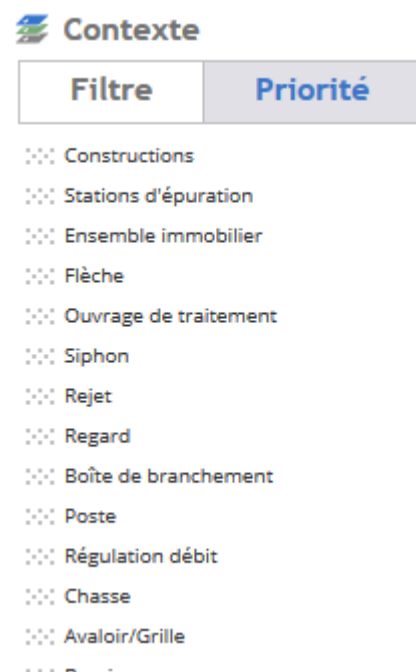 Contexte
Filtre Priorité
Constructions
Stations d'épuration
Ensemble immobilier
Flèche
Ouvrage de traitement
Siphon
Rejet
Regard
Boîte de branchement
Poste
Régulation débit
Chasse
Avaloir/Grille